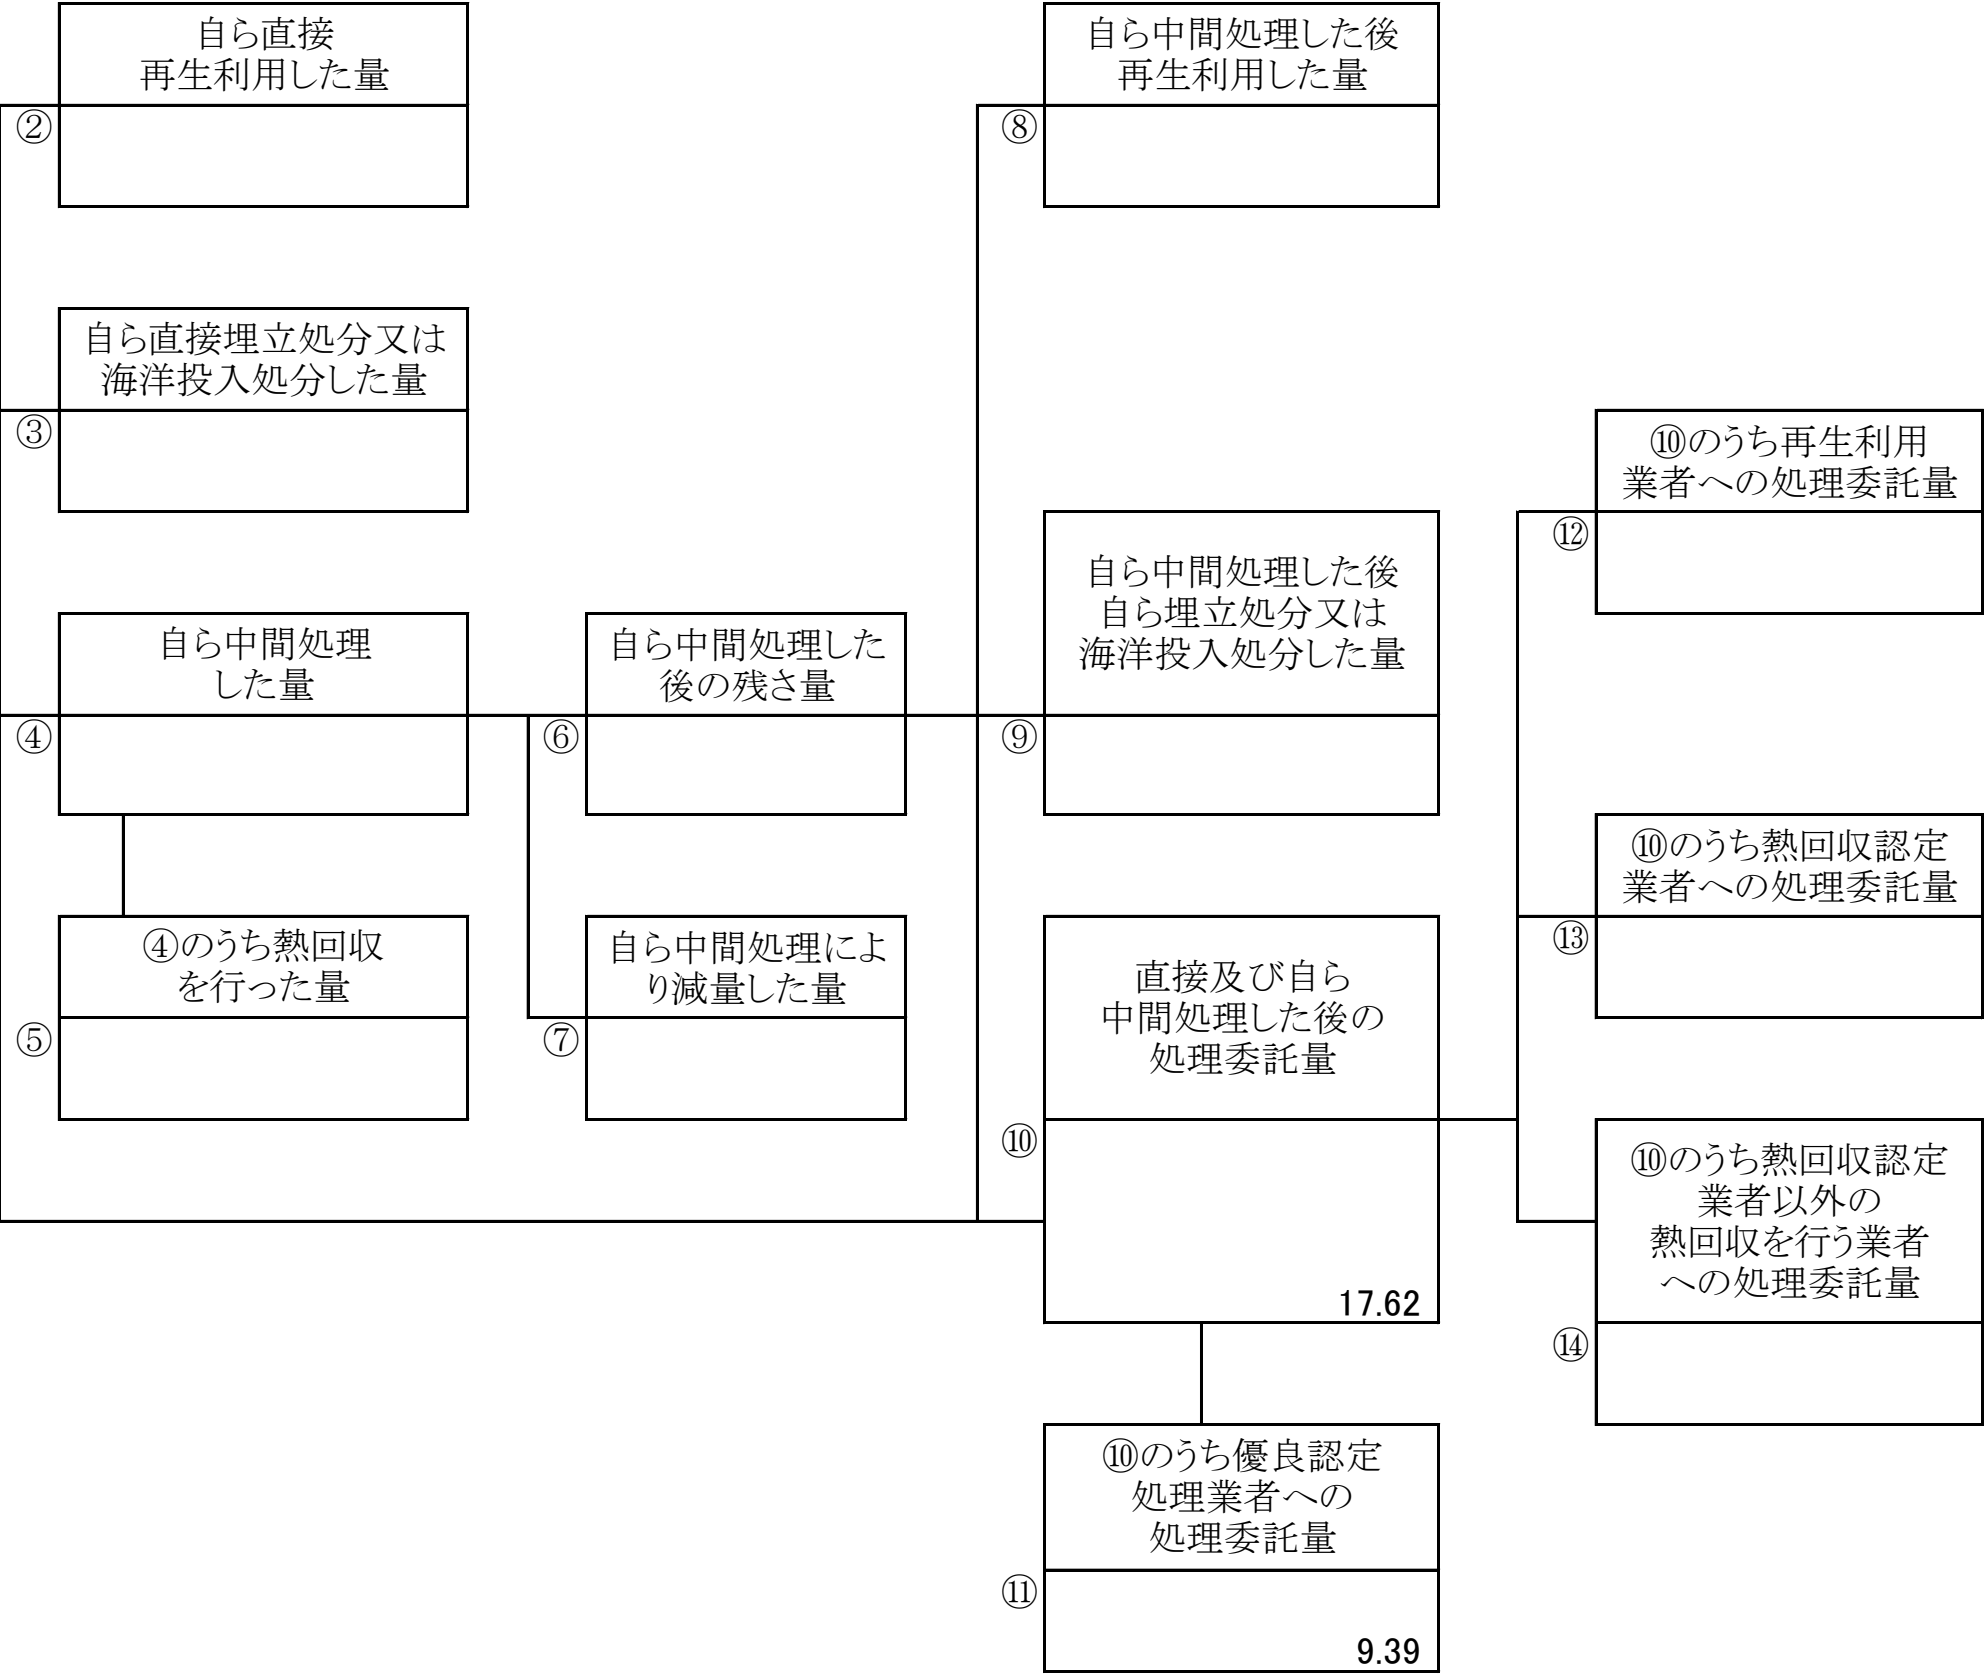 自ら直接
再生利用した量
②
自ら直接埋立処分又は
海洋投入処分した量
③
自ら中間処理
した量
④
④のうち熱回収
を行った量
⑤
自ら中間処理した
後の残さ量
⑥
自ら中間処理によ
り減量した量
⑦
自ら中間処理した後
再生利用した量
⑧
自ら中間処理した後
自ら埋立処分又は
海洋投入処分した量
⑨
直接及び自ら
中間処理した後の
処理委託量
⑩
17.62
⑩のうち優良認定
処理業者への
処理委託量
⑪
9.39
⑩のうち再生利用
業者への処理委託量
⑫
⑩のうち熱回収認定
業者への処理委託量
⑬
⑩のうち熱回収認定
業者以外の
熱回収を行う業者
への処理委託量
⑭